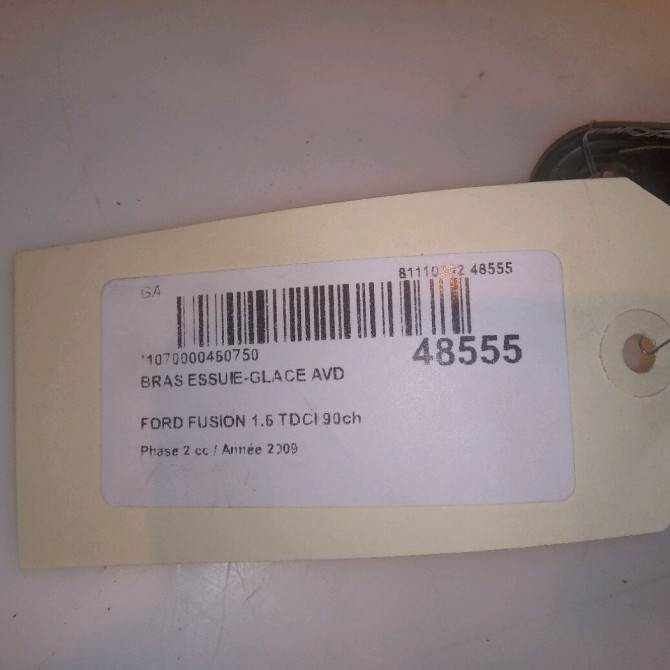 GA
48555
*1070000460750
48555
BRAS ESSUIE-GLACE AVD
FORD FUSION 1.6 TDCI 90ch
Phase 2 cc / Année 2009